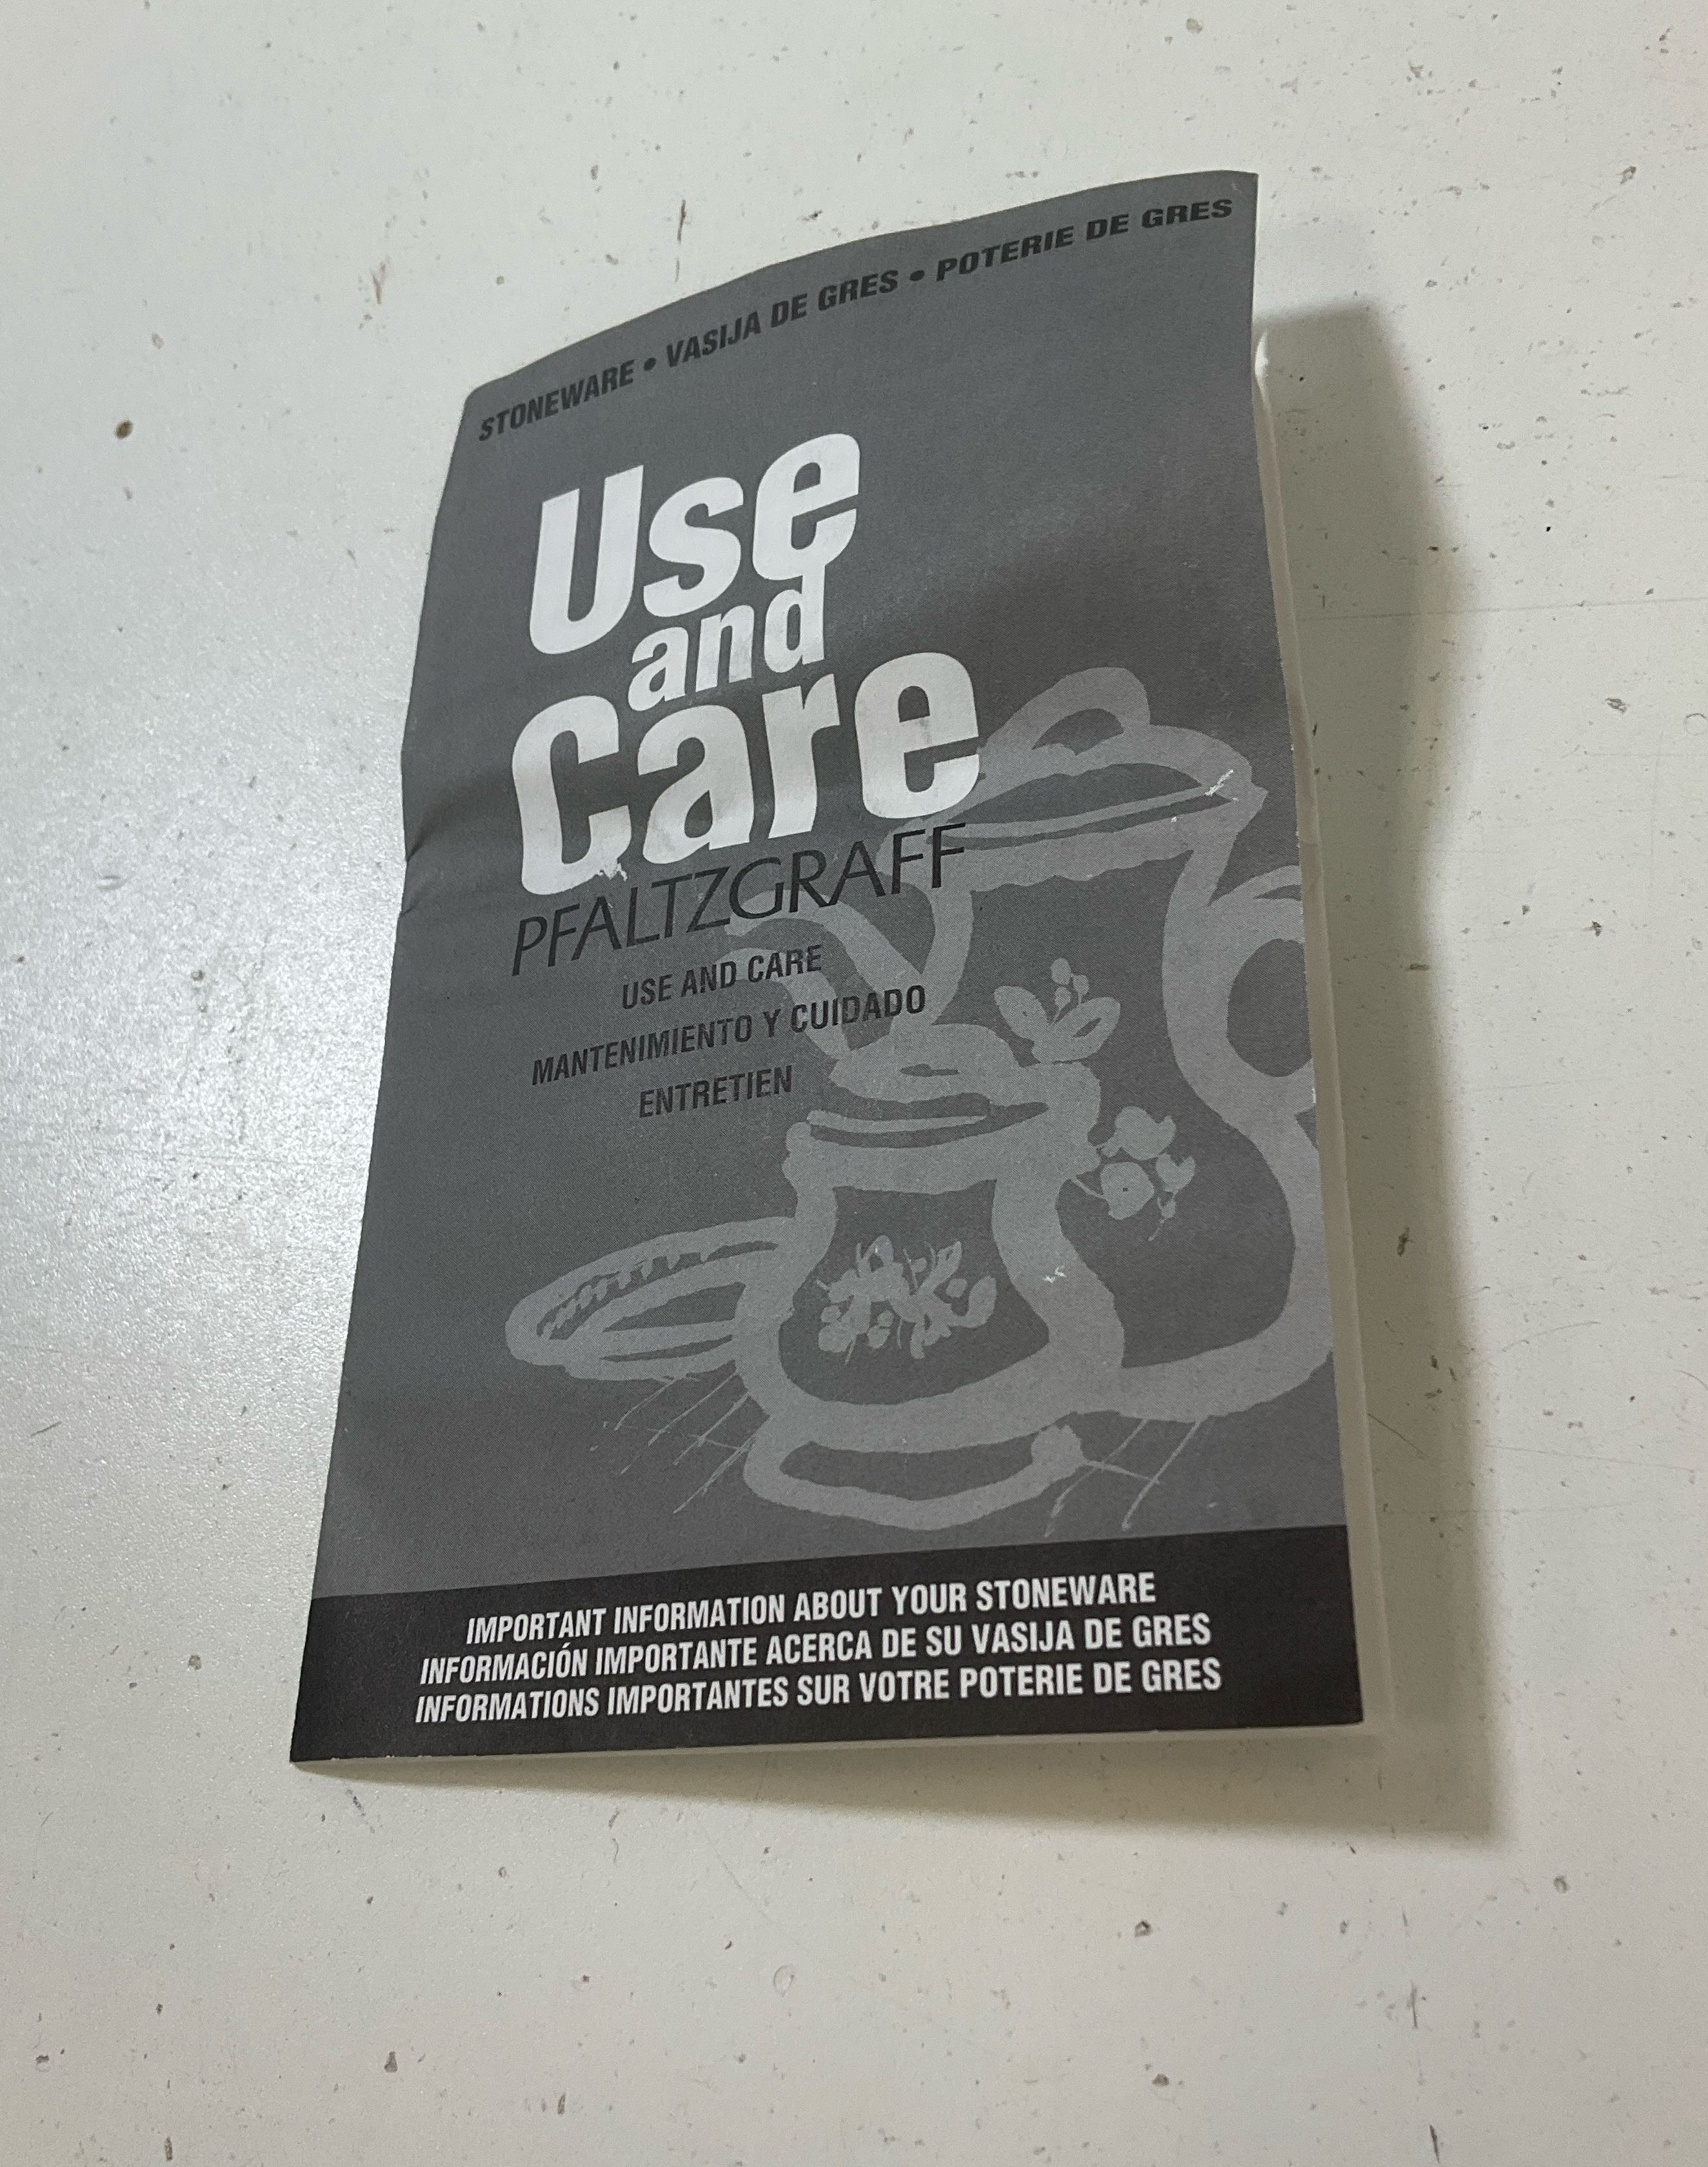 STONEWARE • VASIJA DE GRES • POTERIE DE GRES
Use
and
Care
PFALTZGRAFF
USE AND CARE
MANTENIMIENTO Y CUIDADO
ENTRETIEN
IMPORTANT INFORMATION ABOUT YOUR STONEWARE
INFORMACIÓN IMPORTANTE ACERCA DE SU VASIJA DE GRES
INFORMATIONS IMPORTANTES SUR VOTRE POTERIE DE GRES